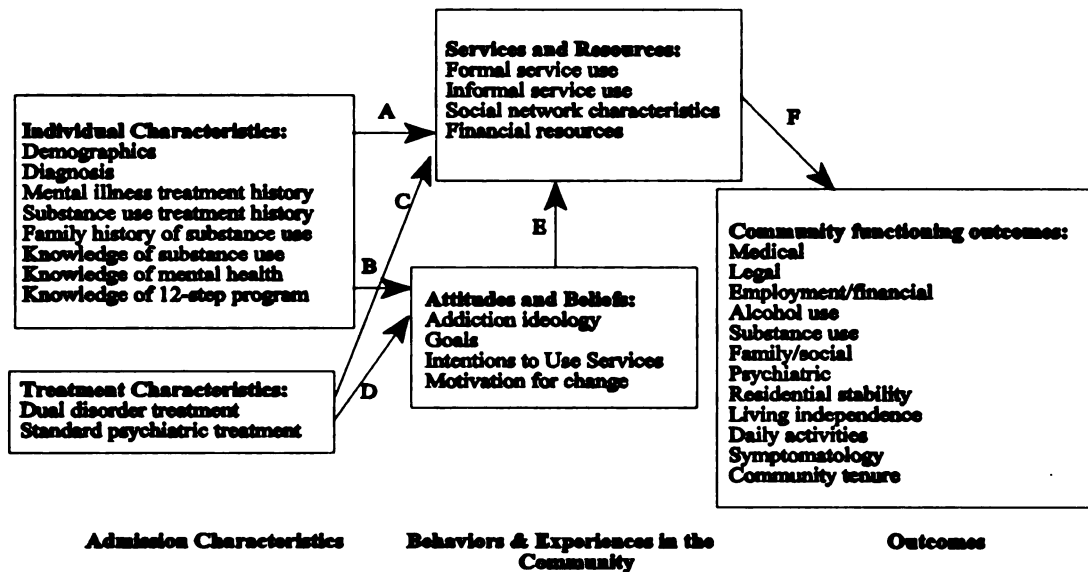 Individual Characteristics:
Demographics
Diagnosis
Mental illness treatment history
Substance use treatment history
Family history of substance use
Knowledge of substance use
Knowledge of mental health
Knowledge of 12-step program
Treatment Characteristics:
Dual disorder treatment
Standard psychiatric treatment
A
B
C
D
Services and Resources:
Formal service use
Informal service use
Social network characteristics
Financial resources
E
Attitudes and Beliefs:
Addiction ideology
Goals
Intentions to Use Services
Motivation for change
F
Community functioning outcomes:
Medical
Legal
Employment/financial
Alcohol use
Substance use
Family/social
Psychiatric
Residential stability
Living independence
Daily activities
Symptomatology
Community tenure
Admission Characteristics
Behaviors & Experiences in the
Community
Outcomes